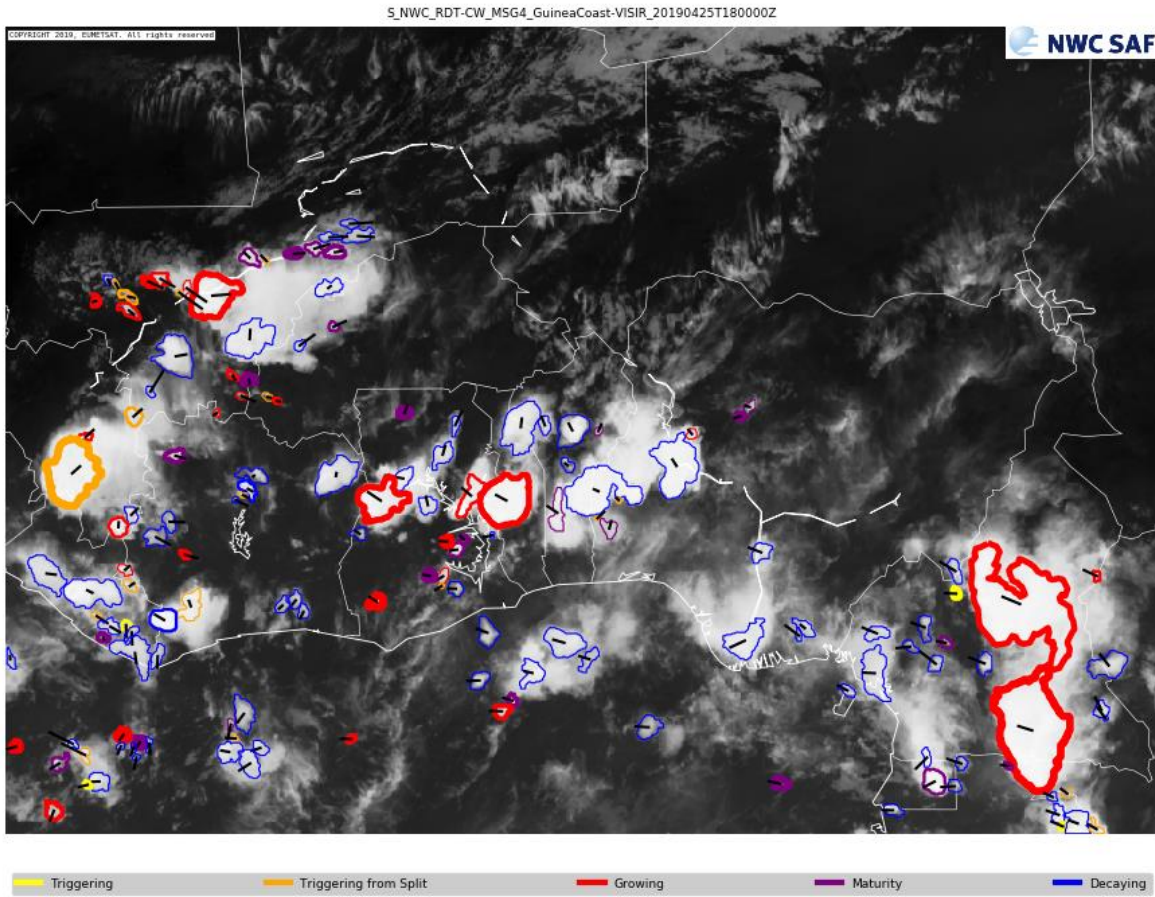 S_NWC_RDT-CW_MSG4_GuineaCoast-VISIR_20190425T180000Z
COPYRIGHT 2019, EUMETSAT. All rights reserved
NWC SAF
Triggering
Triggering from Split
Growing
Maturity
Decaying